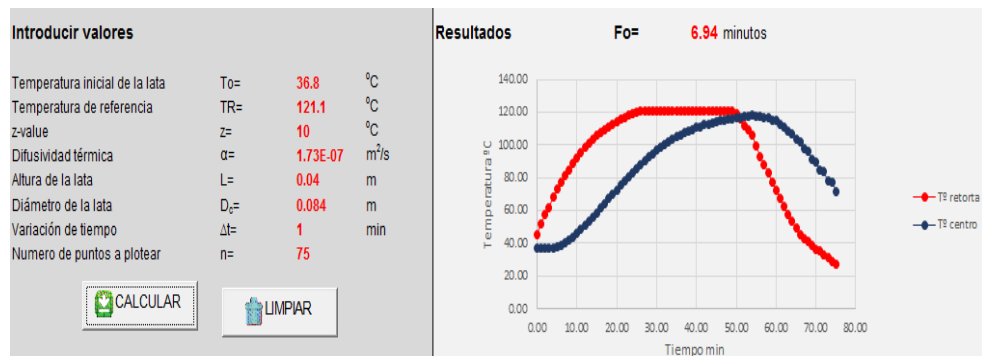 Introducir valores
Temperatura inicial de la lata To= 36.8 ºC
Temperatura de referencia TR= 121.1 ºC
z-value z= 10 ºC
Difusividad térmica α= 1.73E-07 m²/s
Altura de la lata L= 0.04 m
Diámetro de la lata Dc= 0.084 m
Variación de tiempo Δt= 1 min
Numero de puntos a plotear n= 75
CALCULAR
LIMPIAR
Resultados Fo= 6.94 minutos
140.00
120.00
100.00
80.00
60.00
40.00
20.00
0.00
Temperatura ºC
0.00 10.00 20.00 30.00 40.00 50.00 60.00 70.00 80.00
Tiempo min
Tº retorta
Tº centro